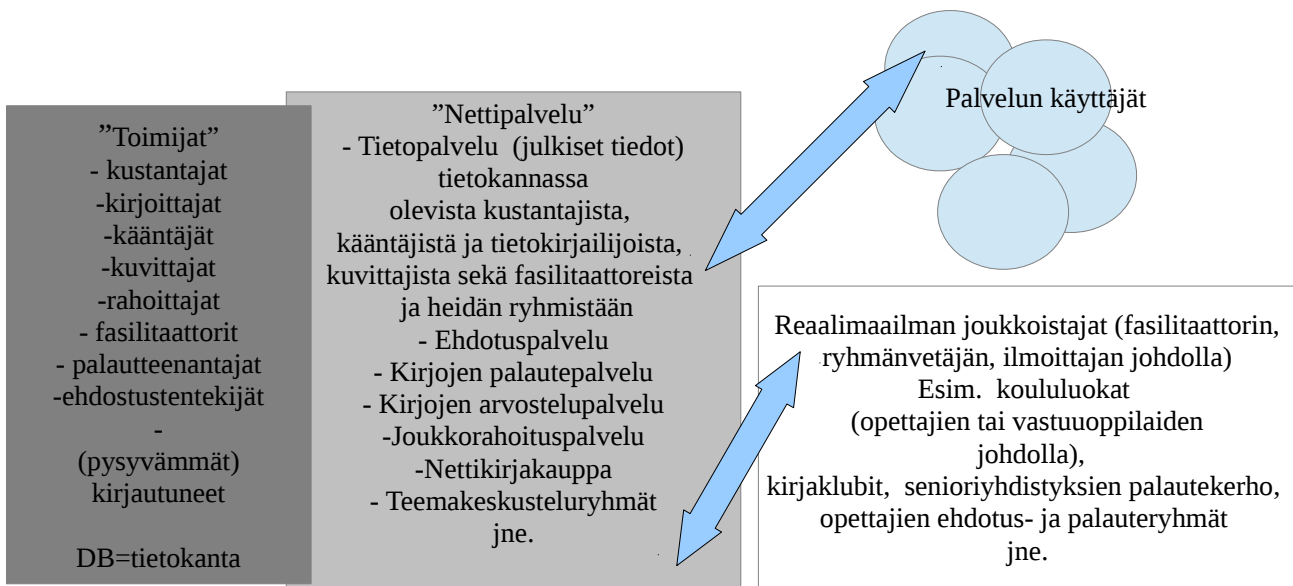 ”Toimijat”
- kustantajat
-kirjoittajat
-kääntäjät
-kuvittajat
-rahoittajat
- fasilitaattorit
- palautteenantajat
-ehdostustentekijät
-
(pysyvämmät)
kirjautuneet
DB=tietokanta
”Nettipalvelu”
- Tietopalvelu (julkiset tiedot)
tietokannassa
olevista kustantajista,
kääntäjistä ja tietokirjailijoista,
kuvittajista sekä fasilitaattoreista
ja heidän ryhmistään
- Ehdotuspalvelu
- Kirjojen palautepalvelu
- Kirjojen arvostelupalvelu
-Joukkorahoituspalvelu
-Nettikirjakauppa
- Teemakeskusteluryhmät
jne.
Palvelun käyttäjät
Reaalimaailman joukkoistajat (fasilitaattorin,
ryhmänvetäjän, ilmoittajan johdolla)
Esim. koululuokat
(opettajien tai vastuuoppilaiden
johdolla),
kirjaklubit, senioriyhdistyksien palautekerho,
opettajien ehdotus- ja palauteryhmät
jne.